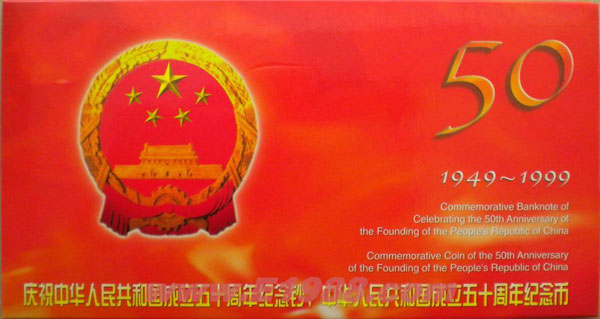 50
1949~1999
Commemorative Banknote of
Celebrating the 50th Anniversary of
the Founding of the People's Republic of China
Commemorative Coin of the 50th Anniversary
of the Founding of the People's Republic of China
庆祝中华人民共和国成立五十周年纪念钞,中华人民共和国成立五十周年纪念币